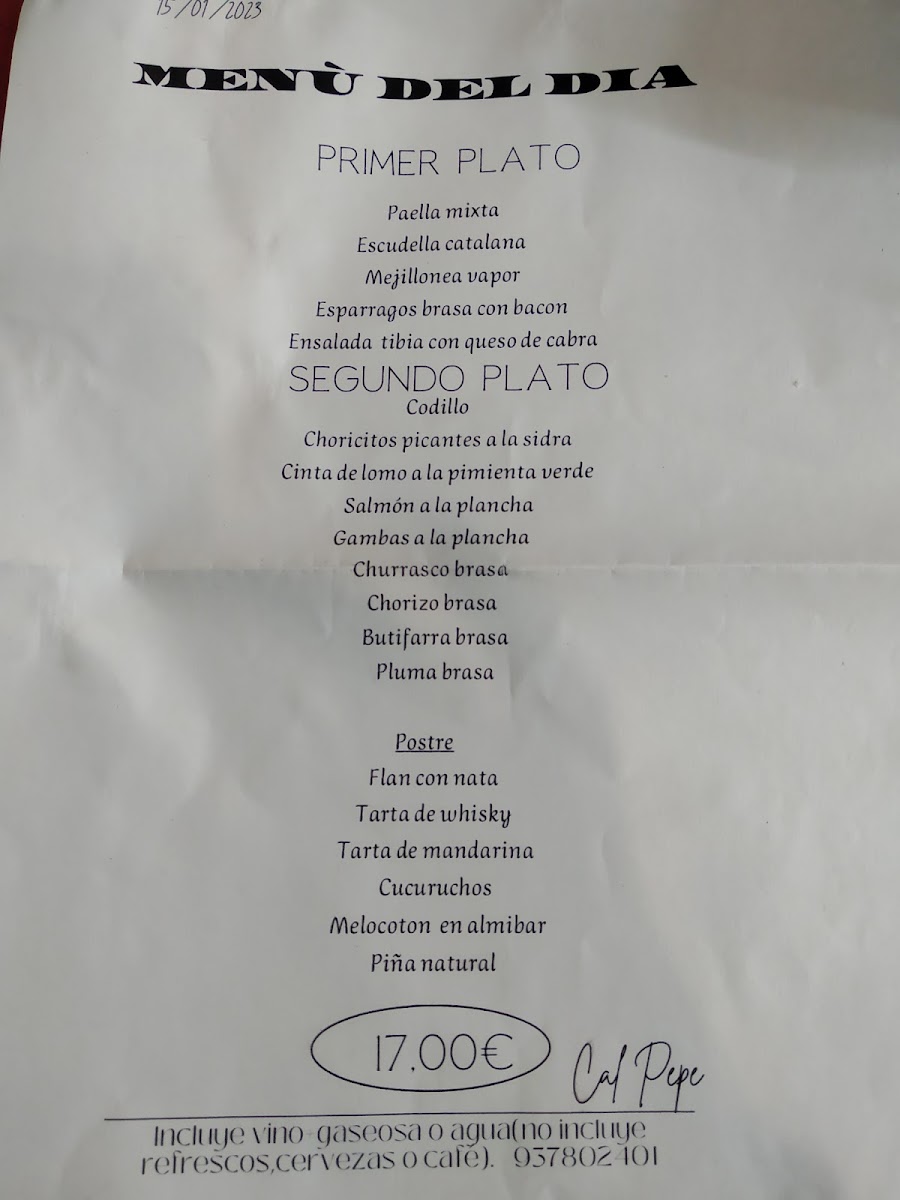 15/01/2023
MENÙ DEL DIA
PRIMER PLATO
Paella mixta
Escudella catalana
Mejillonea vapor
Esparragos brasa con bacon
Ensalada tibia con queso de cabra
SEGUNDO PLATO
Codillo
Choricitos picantes a la sidra
Cinta de lomo a la pimienta verde
Salmón a la plancha
Gambas a la plancha
Churrasco brasa
Chorizo brasa
Butifarra brasa
Pluma brasa
Postre
Flan con nata
Tarta de whisky
Tarta de mandarina
Cucuruchos
Melocoton en almibar
Piña natural
17,00€
Cal Pepe
Incluye vino-gaseosa o agua(no incluye
refrescos,cervezas o café). 937802401